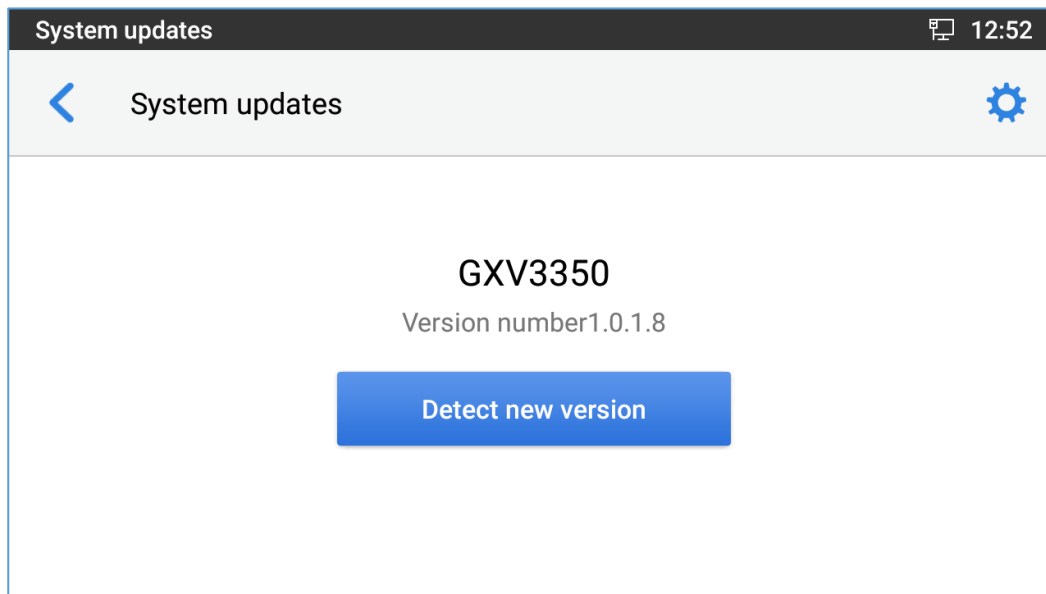 System updates 12:52
System updates
GXV3350
Version number1.0.1.8
Detect new version